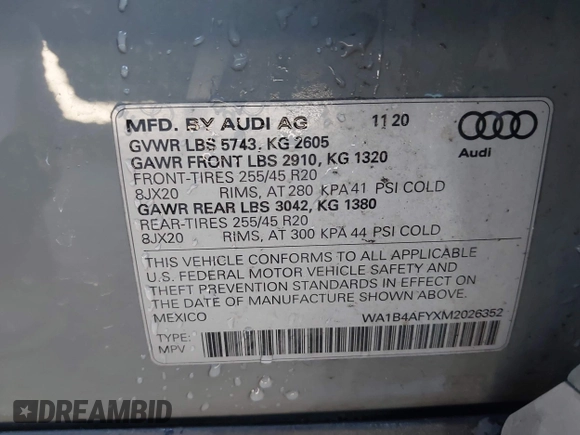 MFD. BY AUDI AG 11 20
GVWR LBS 5743, KG 2605
GAWR FRONT LBS 2910, KG 1320
FRONT-TIRES 255/45 R20
8JX20 RIMS, AT 280 KPA 41 PSI COLD
GAWR REAR LBS 3042, KG 1380
REAR-TIRES 255/45 R20
8JX20 RIMS, AT 300 KPA 44 PSI COLD
Audi
THIS VEHICLE CONFORMS TO ALL APPLICABLE
U.S. FEDERAL MOTOR VEHICLE SAFETY AND
THEFT PREVENTION STANDARDS IN EFFECT ON
THE DATE OF MANUFACTURE SHOWN ABOVE.
MEXICO WA1B4AFYXM2026352
TYPE:
MPV
DREAMBID